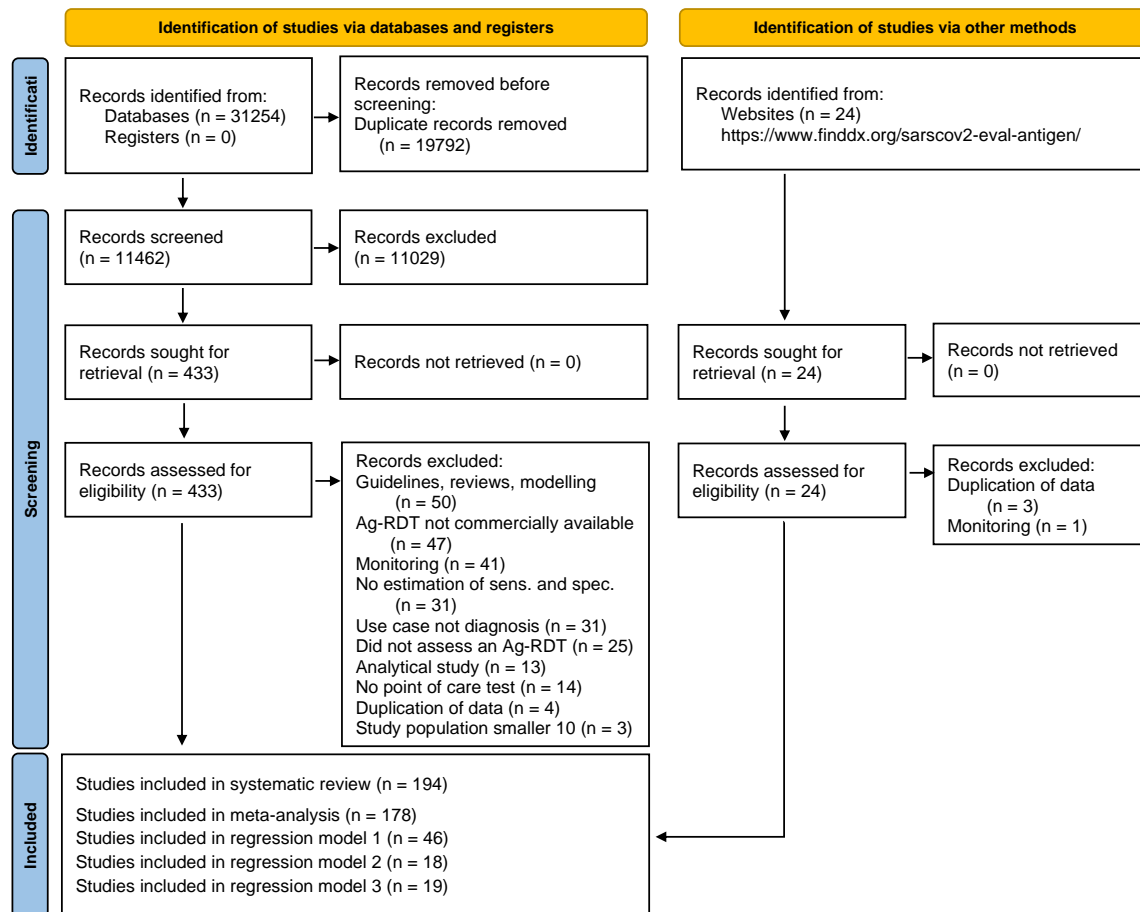 Identification of studies via databases and registers
Identification of studies via other methods
Identificati
Records identified from:
Databases (n = 31254)
Registers (n = 0)
Records removed before
screening:
Duplicate records removed
(n = 19792)
Records identified from:
Websites (n = 24)
https://www.finddx.org/sarscov2-eval-antigen/
Screening
Records screened
(n = 11462)
Records excluded
(n = 11029)
Records sought for
retrieval (n = 433)
Records not retrieved (n = 0)
Records sought for
retrieval (n = 24)
Records not retrieved
(n = 0)
Records assessed for
eligibility (n = 433)
Records excluded:
Guidelines, reviews, modelling
(n = 50)
Ag-RDT not commercially available
(n = 47)
Monitoring (n = 41)
No estimation of sens. and spec.
(n = 31)
Use case not diagnosis (n = 31)
Did not assess an Ag-RDT (n = 25)
Analytical study (n = 13)
No point of care test (n = 14)
Duplication of data (n = 4)
Study population smaller 10 (n = 3)
Records assessed for
eligibility (n = 24)
Records excluded:
Duplication of data
(n = 3)
Monitoring (n = 1)
Included
Studies included in systematic review (n = 194)
Studies included in meta-analysis (n = 178)
Studies included in regression model 1 (n = 46)
Studies included in regression model 2 (n = 18)
Studies included in regression model 3 (n = 19)